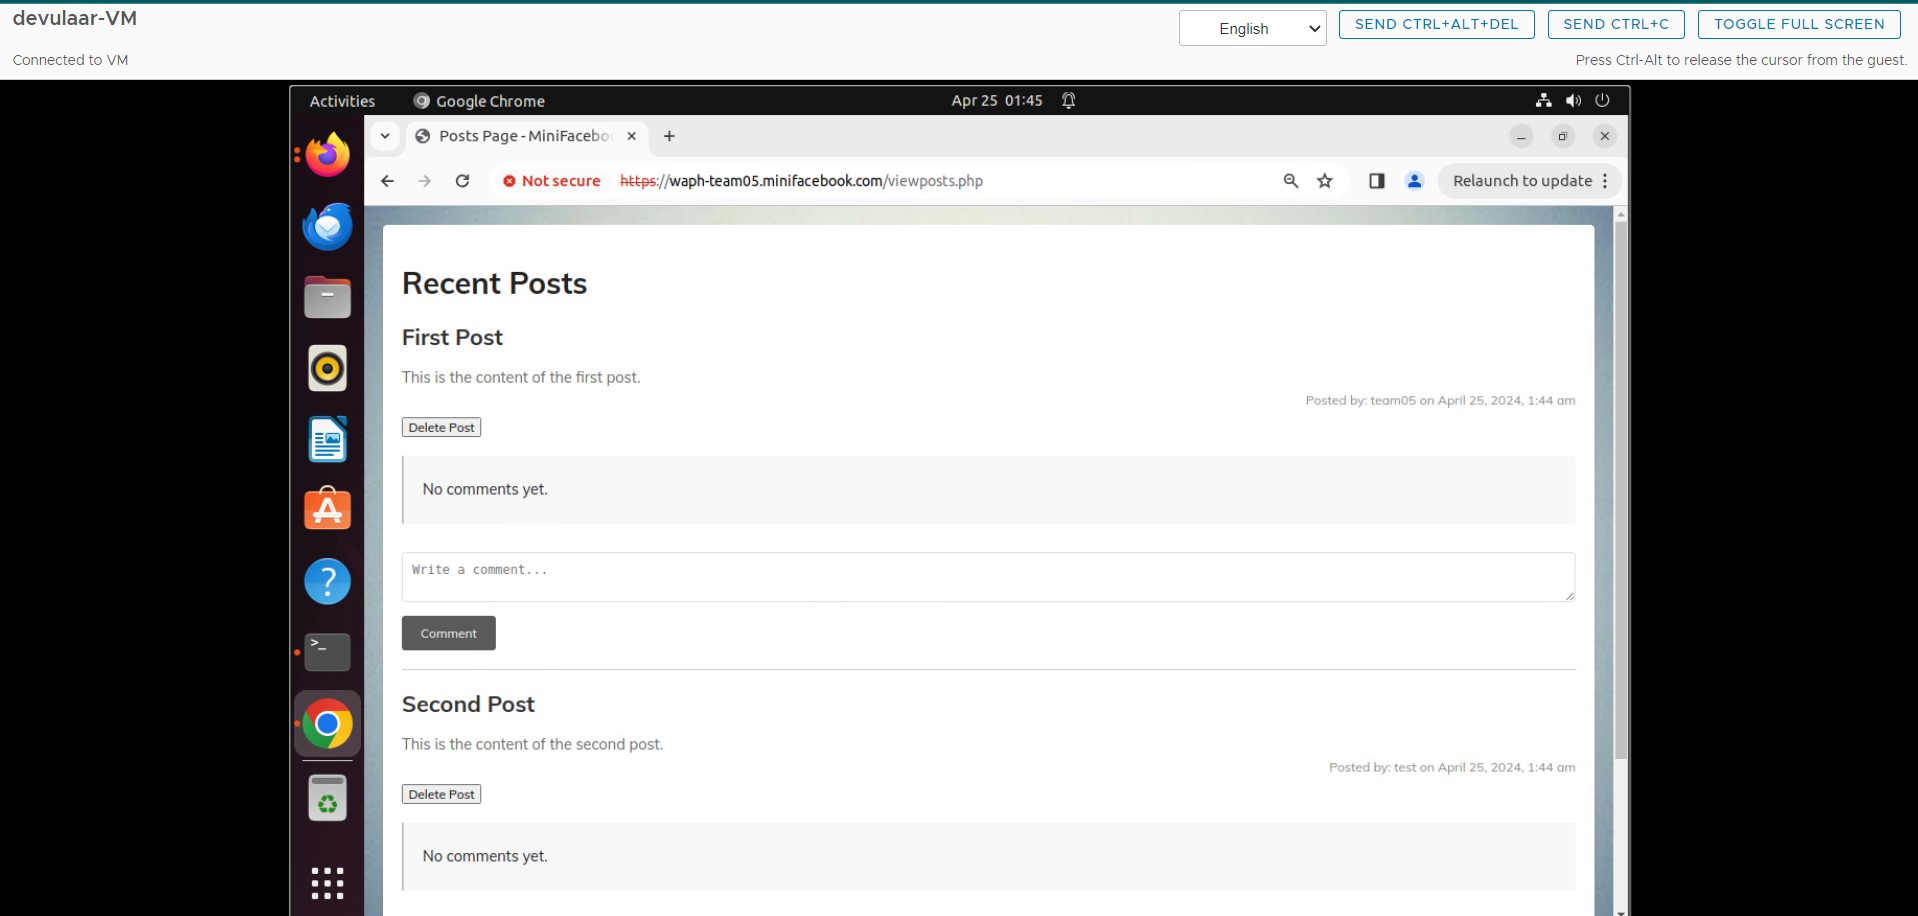 devulaar-VM
English
SEND CTRL+ALT+DEL
SEND CTRL+C
TOGGLE FULL SCREEN
Connected to VM
Press Ctrl-Alt to release the cursor from the guest.
Activities
Google Chrome
Apr 25 01:45
Posts Page - MiniFacebo
Not secure
https://waph-team05.minifacebook.com/viewposts.php
Relaunch to update
Recent Posts
First Post
This is the content of the first post.
Posted by: team05 on April 25, 2024, 1:44 am
Delete Post
No comments yet.
Write a comment...
Comment
Second Post
This is the content of the second post.
Posted by: test on April 25, 2024, 1:44 am
Delete Post
No comments yet.